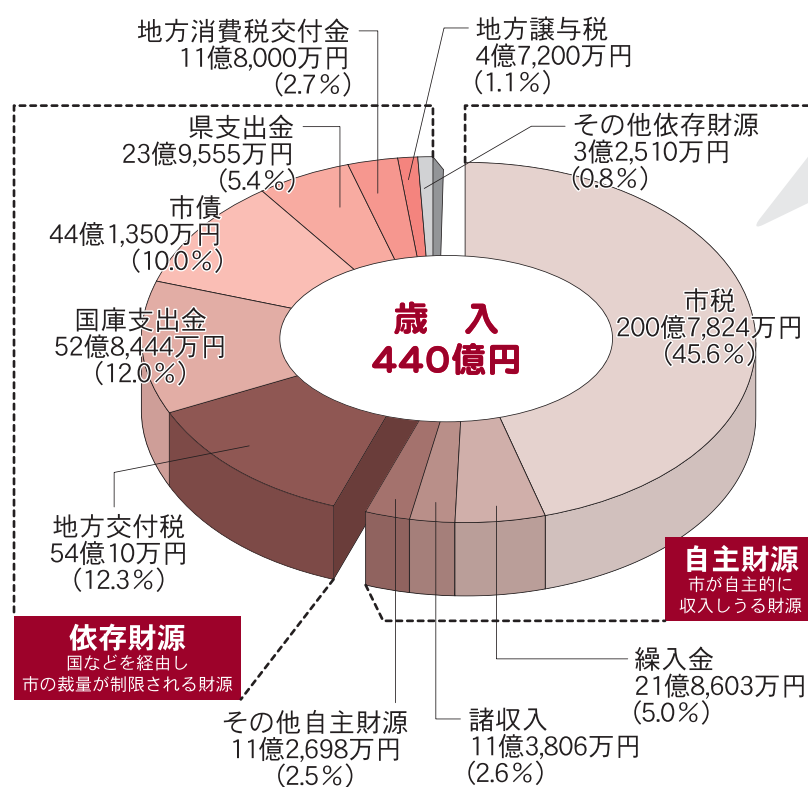 地方消費税交付金
11億8,000万円
(2.7%)
地方譲与税
4億7,200万円
(1.1%)
県支出金
23億9,555万円
(5.4%)
その他依存財源
3億2,510万円
(0.8%)
市債
44億1,350万円
(10.0%)
国庫支出金
52億8,444万円
(12.0%)
歳 入
440億円
市税
200億7,824万円
(45.6%)
地方交付税
54億10万円
(12.3%)
自主財源
市が自主的に
収入しうる財源
依存財源
国などを経由し
市の裁量が制限される財源
繰入金
21億8,603万円
(5.0%)
その他自主財源
11億2,698万円
(2.5%)
諸収入
11億3,806万円
(2.6%)